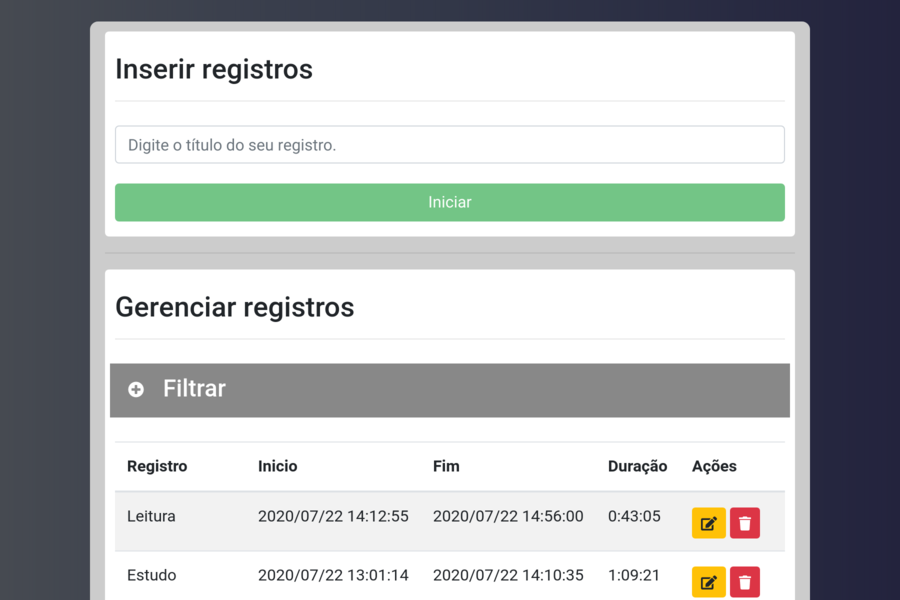 Inserir registros
Digite o título do seu registro.
Iniciar
Gerenciar registros
Filtrar
Registro Inicio Fim Duração Ações
Leitura 2020/07/22 14:12:55 2020/07/22 14:56:00 0:43:05
Estudo 2020/07/22 13:01:14 2020/07/22 14:10:35 1:09:21